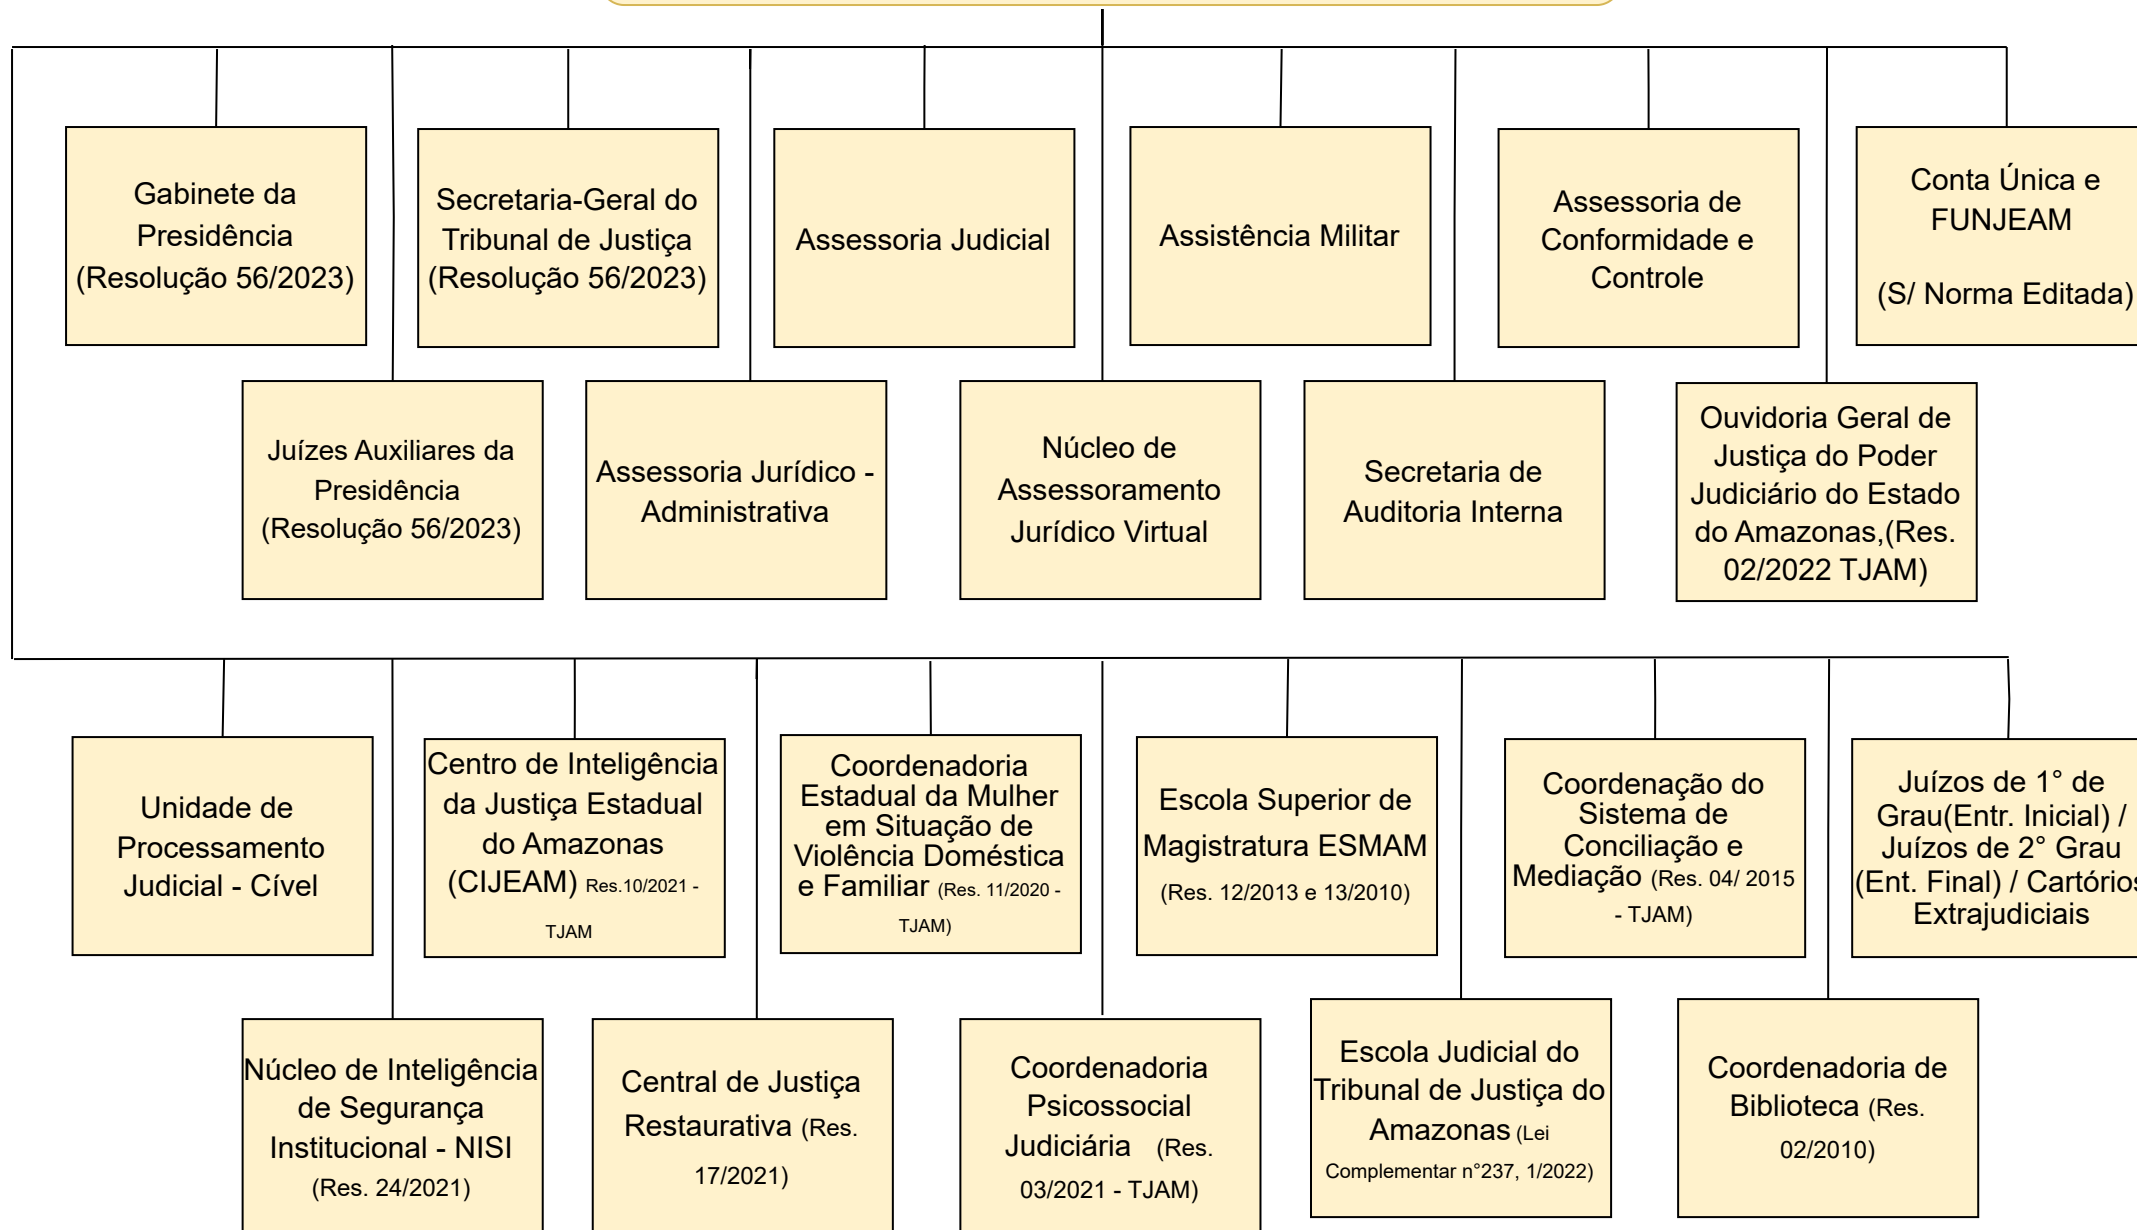 Gabinete da
Presidência
(Resolução 56/2023)
Secretaria-Geral do
Tribunal de Justiça
(Resolução 56/2023)
Assessoria Judicial
Assistência Militar
Assessoria de
Conformidade e
Controle
Conta Única e
FUNJEAM
(S/ Norma Editada)
Juízes Auxiliares da
Presidência
(Resolução 56/2023)
Assessoria Jurídico -
Administrativa
Núcleo de
Assessoramento
Jurídico Virtual
Secretaria de
Auditoria Interna
Ouvidoria Geral de
Justiça do Poder
Judiciário do Estado
do Amazonas,(Res.
02/2022 TJAM)
Unidade de
Processamento
Judicial - Cível
Centro de Inteligência
da Justiça Estadual
do Amazonas
(CIJEAM) Res.10/2021 -
TJAM
Coordenadoria
Estadual da Mulher
em Situação de
Violência Doméstica
e Familiar (Res. 11/2020 -
TJAM)
Escola Superior de
Magistratura ESMAM
(Res. 12/2013 e 13/2010)
Coordenação do
Sistema de
Conciliação e
Mediação (Res. 04/ 2015
- TJAM)
Juízos de 1° de
Grau(Entr. Inicial) /
Juízos de 2° Grau
(Ent. Final) / Cartórios
Extrajudiciais
Núcleo de Inteligência
de Segurança
Institucional - NISI
(Res. 24/2021)
Central de Justiça
Restaurativa (Res.
17/2021)
Coordenadoria
Psicossocial
Judiciária (Res.
03/2021 - TJAM)
Escola Judicial do
Tribunal de Justiça do
Amazonas (Lei
Complementar n°237, 1/2022)
Coordenadoria de
Biblioteca (Res.
02/2010)